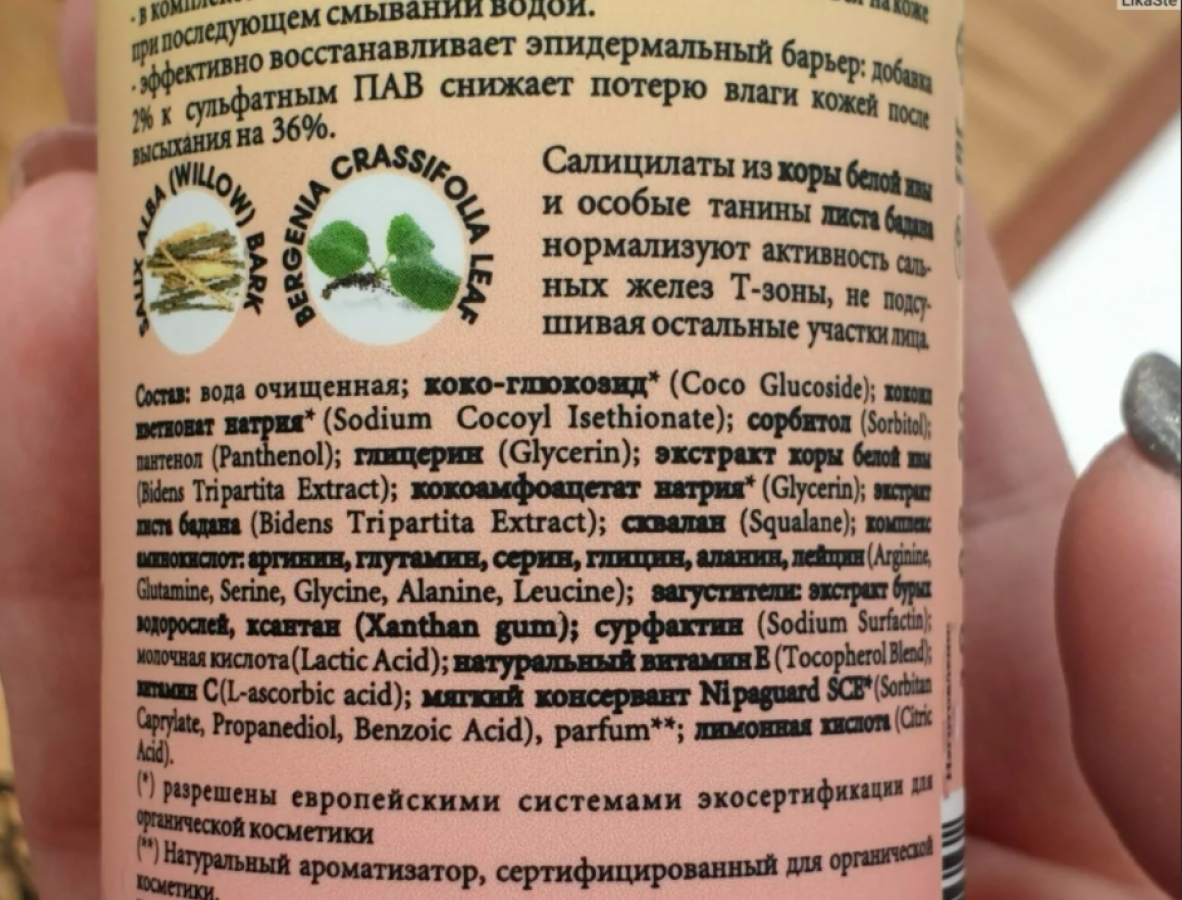 LikaSte
- в комплексе
на коже
при последующем смывании водой.
- эффективно восстанавливает эпидермальный барьер: добавка
2% к сульфатным ПАВ снижает потерю влаги кожей после
высыхания на 36%.
SALIX ALBA (WILLOW) BARK
BERGENIA CRASSIFOLIA LEAF
Салицилаты из коры белой ивы
и особые танины листа бадана
нормализуют активность саль-
ных желез Т-зоны, не подсу-
шивая остальные участки лица.
Состав: вода очищенная; коко-глюкозид* (Coco Glucoside); кокоил
изетионат натрия* (Sodium Cocoyl Isethionate); сорбитол (Sorbitol);
пантенол (Panthenol); глицерин (Glycerin); экстракт коры белой ивы
(Bidens Tripartita Extract); кокоамфоацетат натрия* (Glycerin); экстракт
листа бадана (Bidens Tripartita Extract); сквалан (Squalane); комплекс
аминокислот: аргинин, глутамин, серин, глицин, аланин, лейцин (Arginine,
Glutamine, Serine, Glycine, Alanine, Leucine); загустители: экстракт бурых
водорослей, ксантан (Xanthan gum); сурфактин (Sodium Surfactin);
молочная кислота (Lactic Acid); натуральный витамин Е (Tocopherol Blend);
витамин С(L-ascorbic acid); мягкий консервант Nipaguard SCE* (Sorbitan
Caprylate, Propanediol, Benzoic Acid), parfum**; лимонная кислота (Citric
Acid).
(*) разрешены европейскими системами экосертификации для
органической косметики
(**) Натуральный ароматизатор, сертифицированный для органической
косметики.